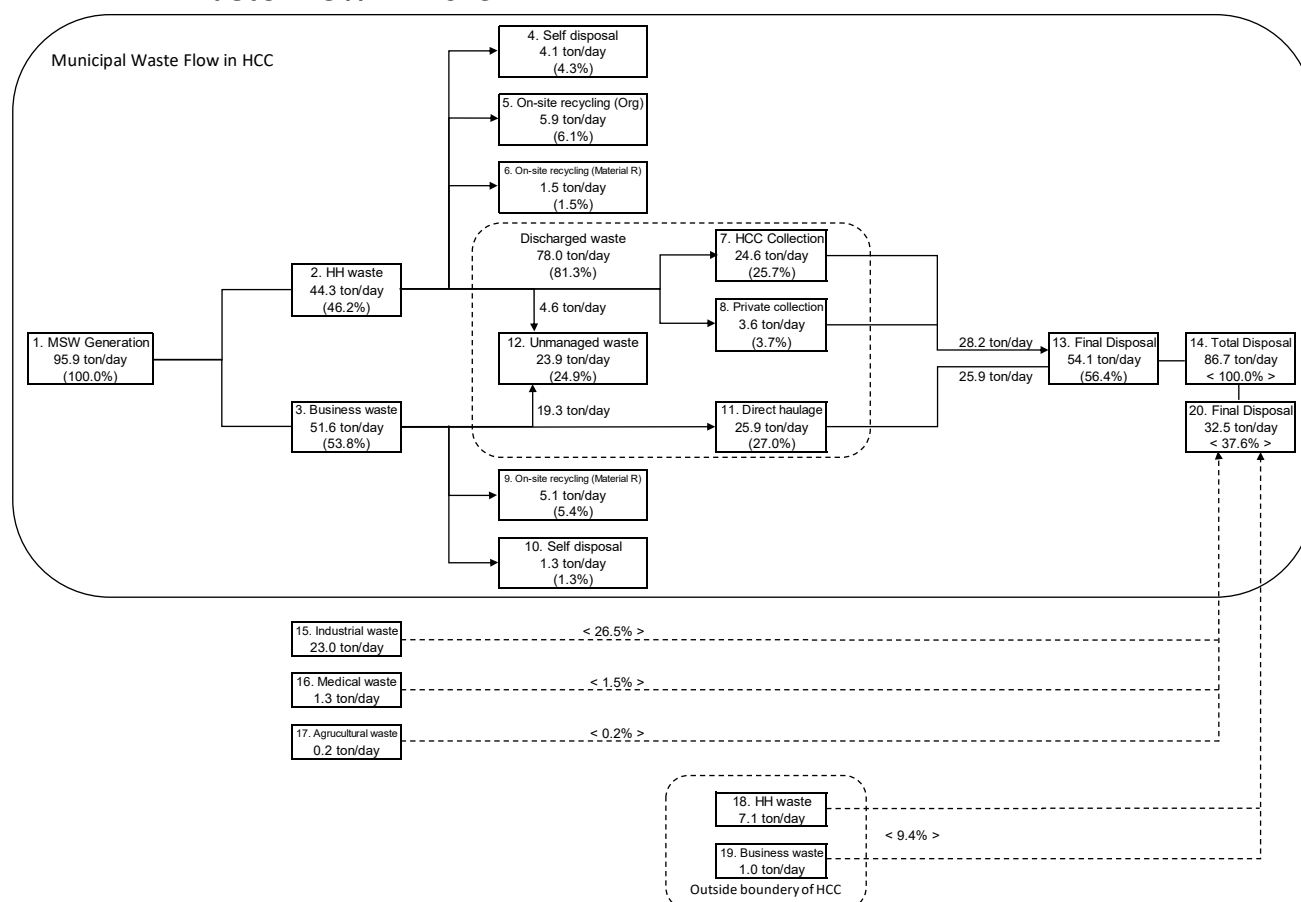 Municipal Waste Flow in HCC
4. Self disposal
4.1 ton/day
(4.3%)
5. On-site recycling (Org)
5.9 ton/day
(6.1%)
6. On-site recycling (Material R)
1.5 ton/day
(1.5%)
Discharged waste
78.0 ton/day
(81.3%)
7. HCC Collection
24.6 ton/day
(25.7%)
2. HH waste
44.3 ton/day
(46.2%)
4.6 ton/day
8. Private collection
3.6 ton/day
(3.7%)
1. MSW Generation
95.9 ton/day
(100.0%)
12. Unmanaged waste
23.9 ton/day
(24.9%)
28.2 ton/day
25.9 ton/day
13. Final Disposal
54.1 ton/day
(56.4%)
14. Total Disposal
86.7 ton/day
< 100.0% >
3. Business waste
51.6 ton/day
(53.8%)
19.3 ton/day
11. Direct haulage
25.9 ton/day
(27.0%)
20. Final Disposal
32.5 ton/day
< 37.6% >
9. On-site recycling (Material R)
5.1 ton/day
(5.4%)
10. Self disposal
1.3 ton/day
(1.3%)
15. Industrial waste
23.0 ton/day
< 26.5% >
16. Medical waste
1.3 ton/day
< 1.5% >
17. Agrucultural waste
0.2 ton/day
< 0.2% >
18. HH waste
7.1 ton/day
< 9.4% >
19. Business waste
1.0 ton/day
Outside boundery of HCC